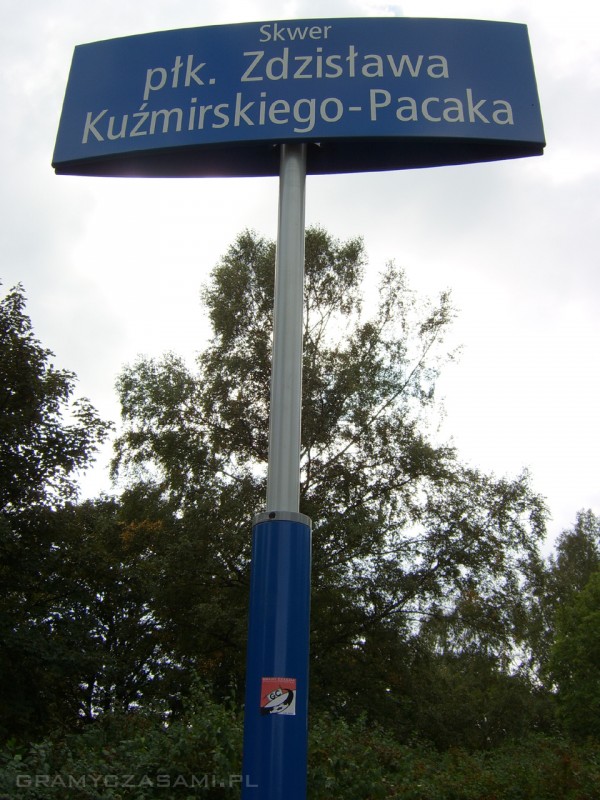 Skwer
płk. Zdzisława
Kuźmirskiego-Pacaka
GRAMYCZASAMI.PL